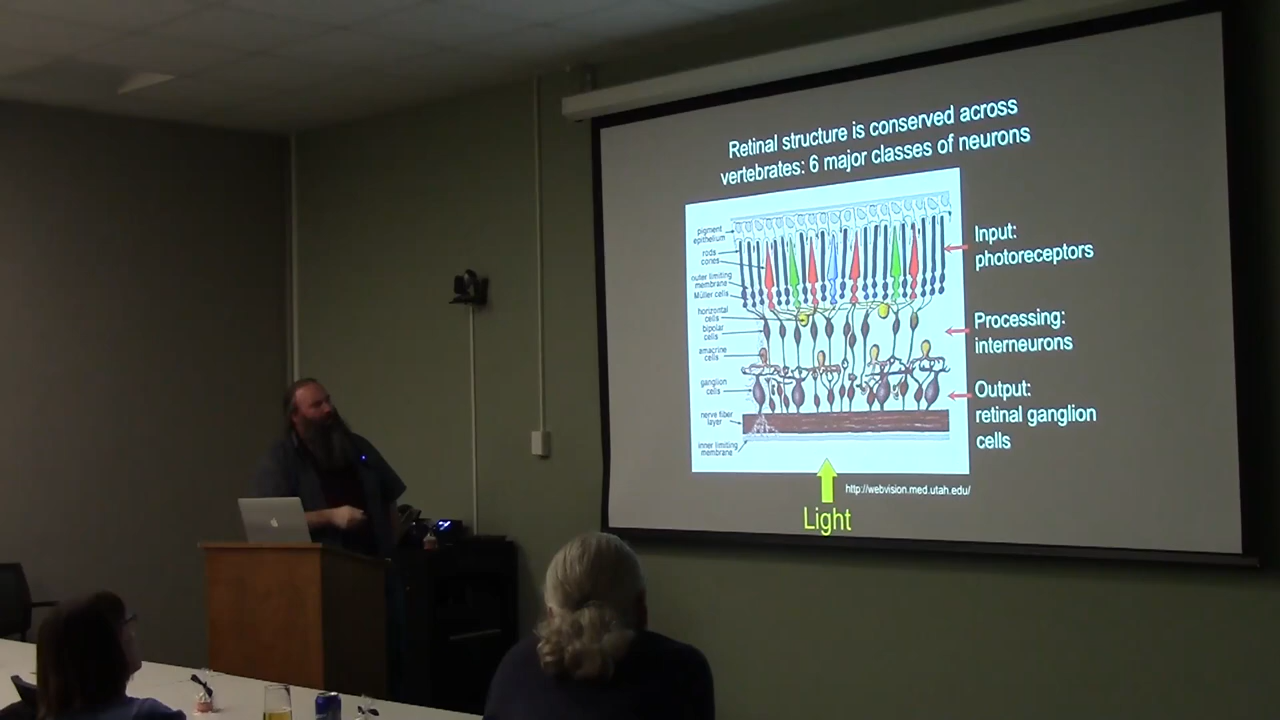 Retinal structure is conserved across
vertebrates: 6 major classes of neurons
pigment
epithelium
rods
cones
outer limiting
membrane
Müller cells
horizontal
cells
bipolar
cells
amacrine
cells
ganglion
cells
nerve fiber
layer
inner limiting
membrane
Input:
photoreceptors
Processing:
interneurons
Output:
retinal ganglion
cells
http://webvision.med.utah.edu/
Light